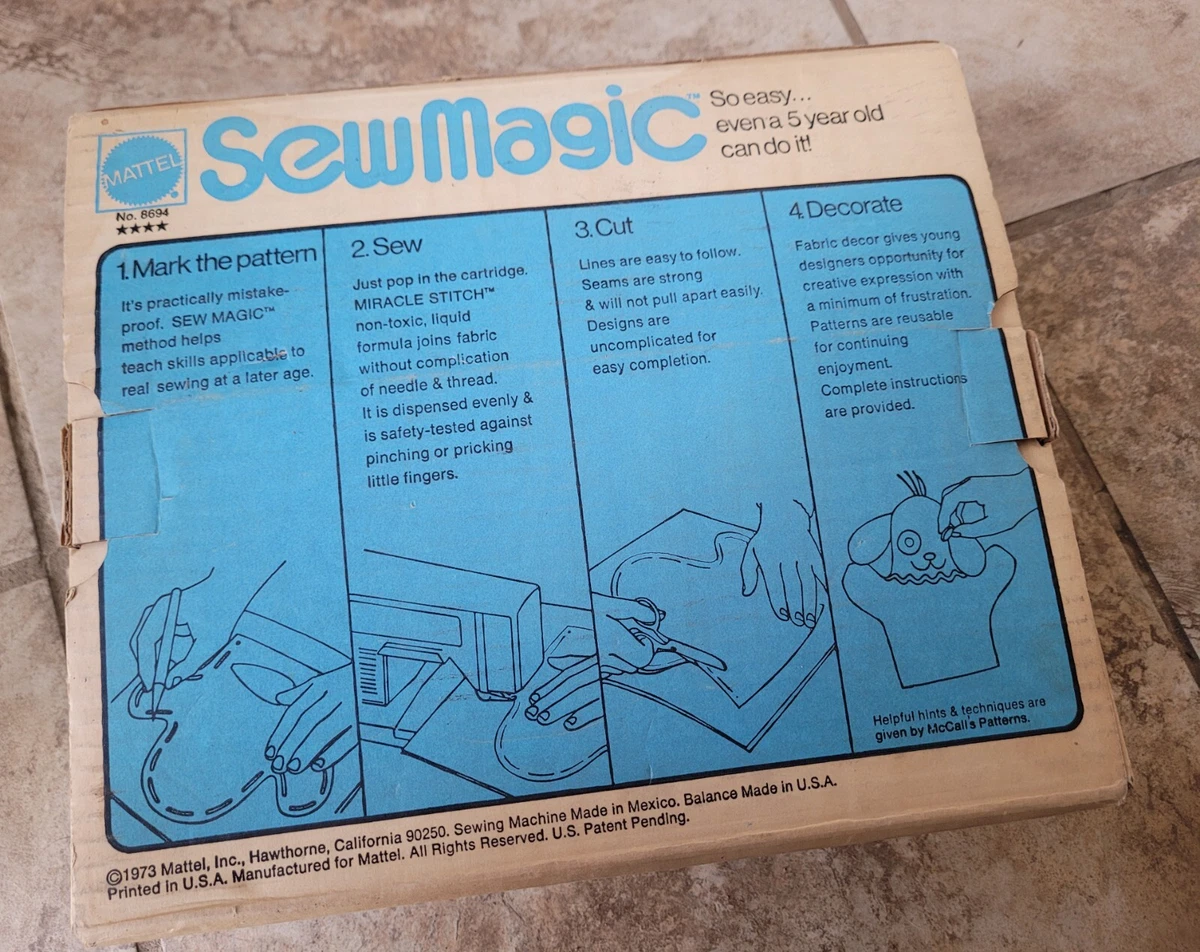 MATTEL
No. 8694
★★★★
SewMagic™
So easy...
even a 5 year old
can do it!
1. Mark the pattern
It's practically mistake-
proof. SEW MAGIC™
method helps
teach skills applicable to
real sewing at a later age.
2. Sew
Just pop in the cartridge.
MIRACLE STITCH™
non-toxic, liquid
formula joins fabric
without complication
of needle & thread.
It is dispensed evenly &
is safety-tested against
pinching or pricking
little fingers.
3. Cut
Lines are easy to follow.
Seams are strong
& will not pull apart easily.
Designs are
uncomplicated for
easy completion.
4. Decorate
Fabric decor gives young
designers opportunity for
creative expression with
a minimum of frustration.
Patterns are reusable
for continuing
enjoyment.
Complete instructions
are provided.
Helpful hints & techniques are
given by McCall's Patterns.
©1973 Mattel, Inc., Hawthorne, California 90250. Sewing Machine Made in Mexico. Balance Made in U.S.A.
Printed in U.S.A. Manufactured for Mattel. All Rights Reserved. U.S. Patent Pending.